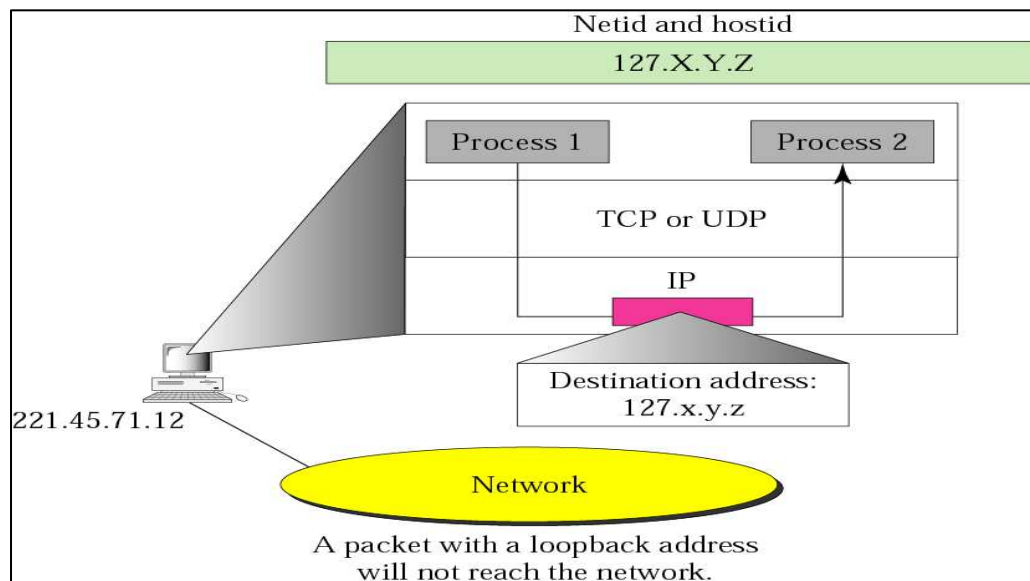 Netid and hostid
127.X.Y.Z
Process 1
Process 2
TCP or UDP
IP
Destination address:
127.x.y.z
221.45.71.12
Network
A packet with a loopback address
will not reach the network.